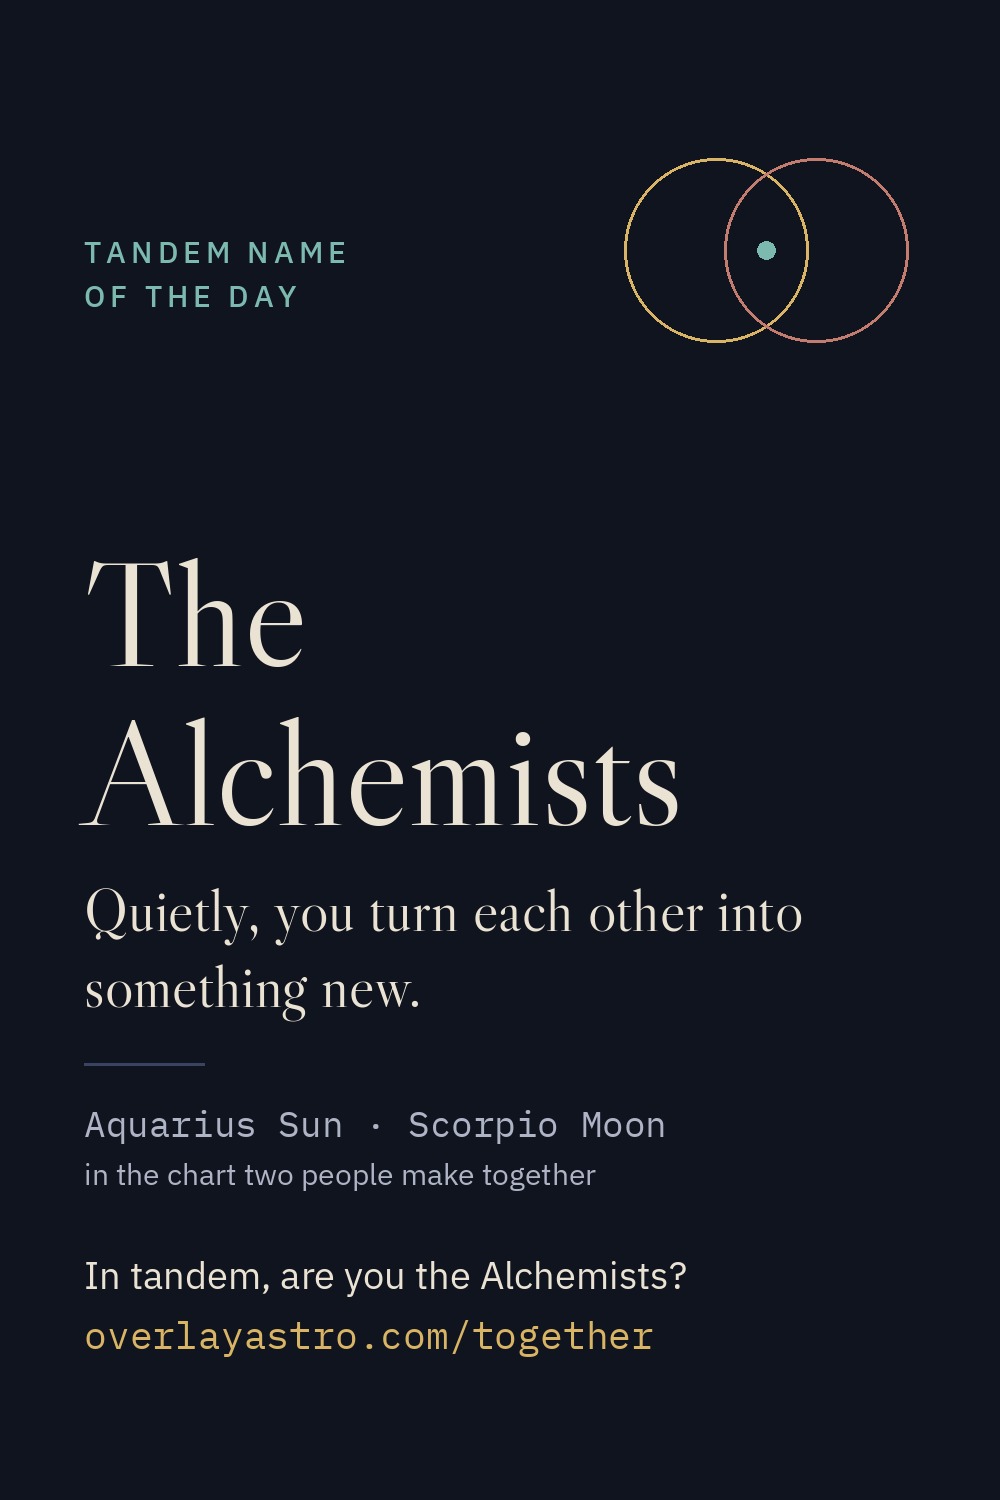 TANDEM NAME
OF THE DAY
The
Alchemists
Quietly, you turn each other into
something new.
Aquarius Sun · Scorpio Moon
in the chart two people make together
In tandem, are you the Alchemists?
overlayastro.com/together